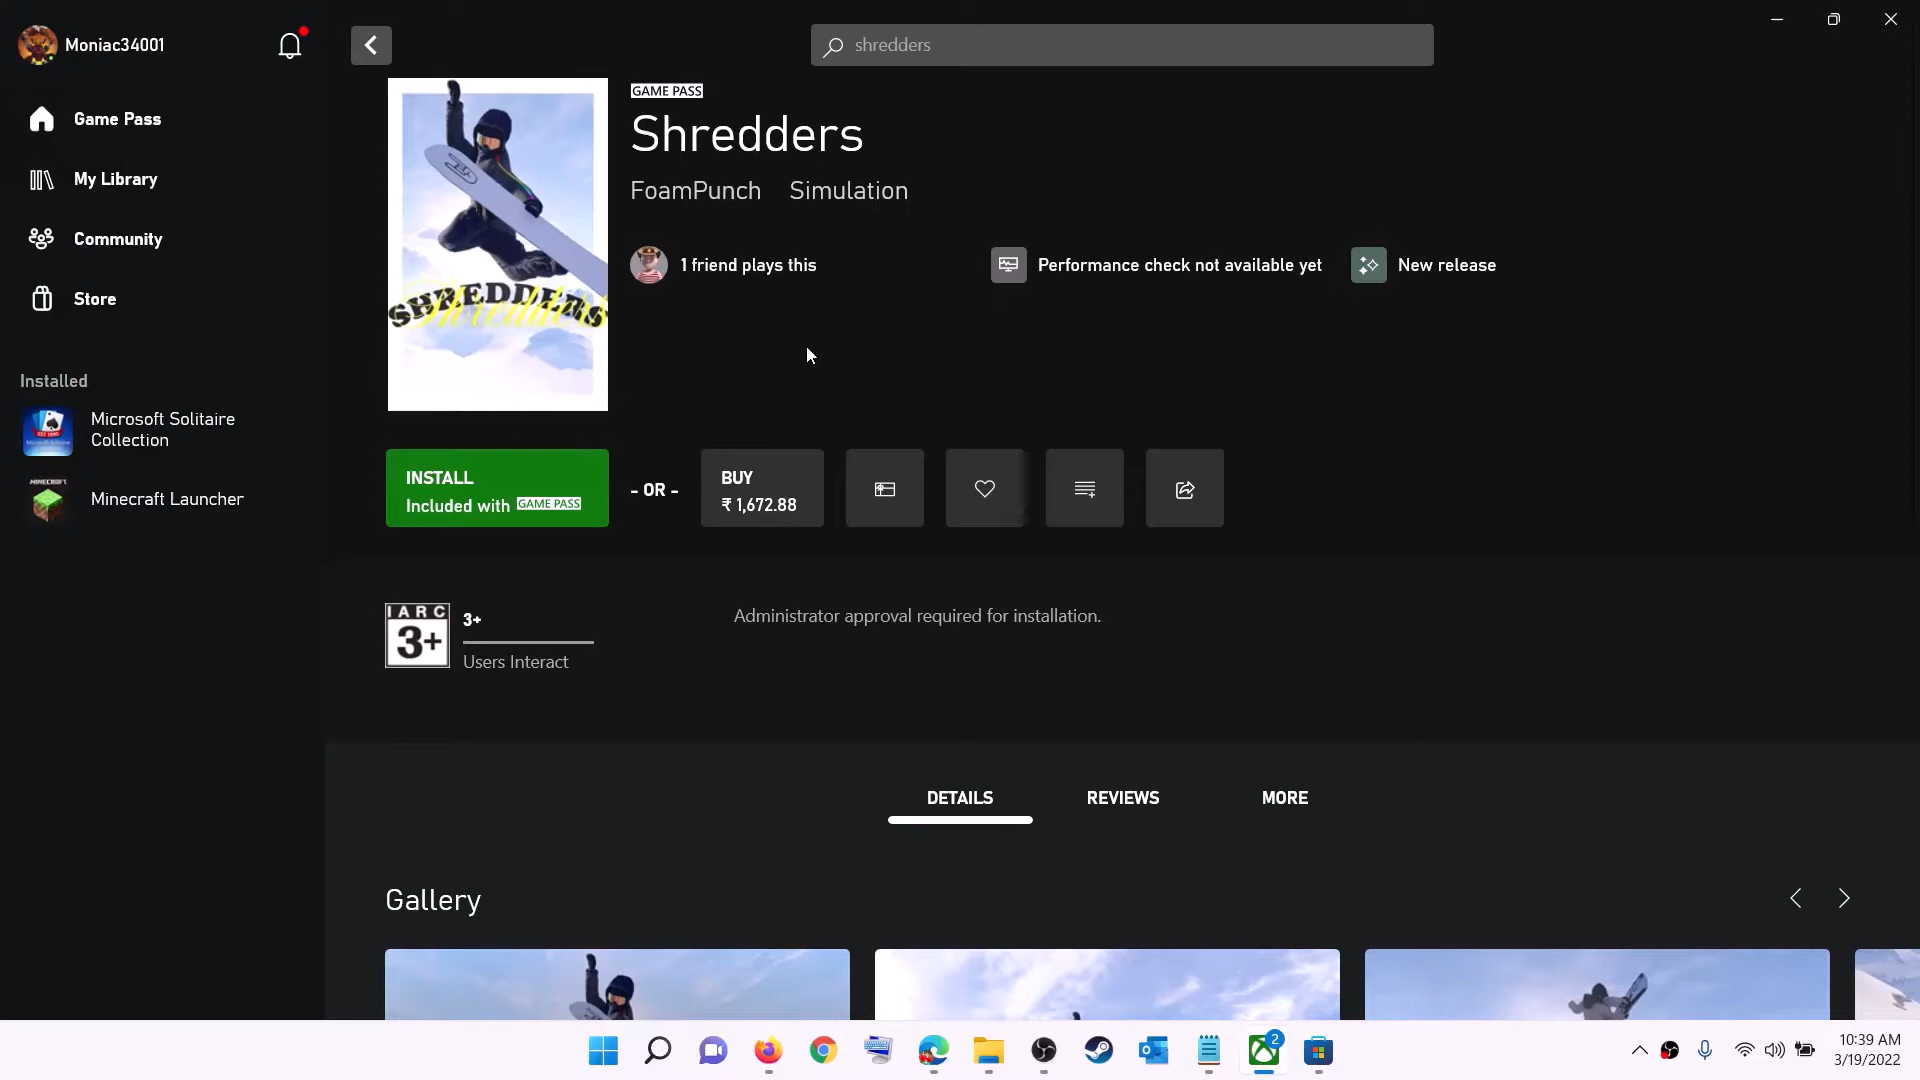 Moniac34001
shredders
Game Pass
My Library
Community
Store
Installed
Microsoft Solitaire
Collection
Minecraft Launcher
GAME PASS
Shredders
FoamPunch Simulation
1 friend plays this
Performance check not available yet
New release
SHREDDERS
Shredders
INSTALL
Included with GAME PASS
- OR -
BUY
₹ 1,672.88
IARC
3+
3+
Users Interact
Administrator approval required for installation.
DETAILS
REVIEWS
MORE
Gallery
MINECRAFT
2
10:39 AM
3/19/2022